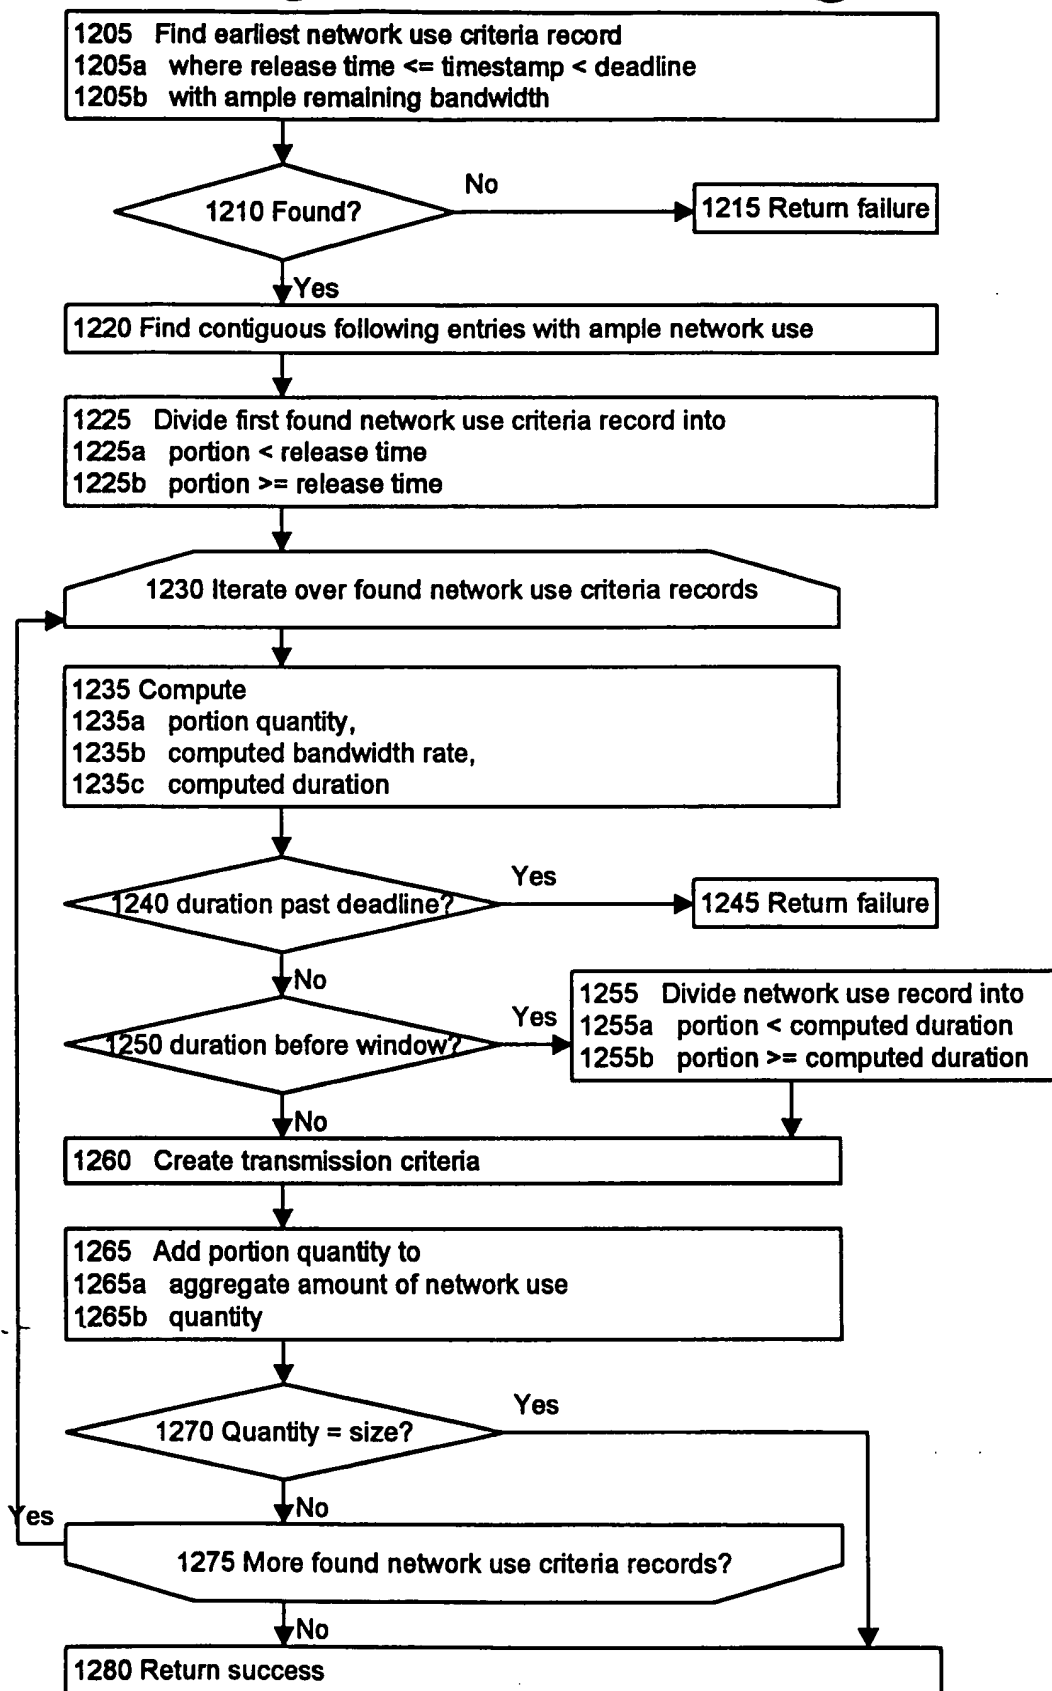 1205 Find earliest network use criteria record
1205a where release time <= timestamp < deadline
1205b with ample remaining bandwidth
No
1210 Found?
1215 Return failure
Yes
1220 Find contiguous following entries with ample network use
1225 Divide first found network use criteria record into
1225a portion < release time
1225b portion >= release time
1230 Iterate over found network use criteria records
1235 Compute
1235a portion quantity,
1235b computed bandwidth rate,
1235c computed duration
Yes
1240 duration past deadline?
1245 Return failure
No
1255 Divide network use record into
1255a portion < computed duration
1255b portion >= computed duration
Yes
1250 duration before window?
No
1260 Create transmission criteria
1265 Add portion quantity to
1265a aggregate amount of network use
1265b quantity
Yes
1270 Quantity = size?
No
Yes
1275 More found network use criteria records?
No
1280 Return success